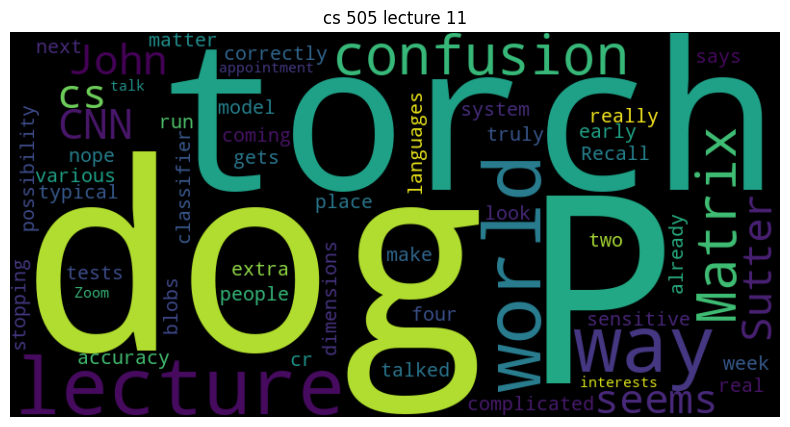 cs 505 lecture 11
next
John
matter
correctly
confusion
says
talk
appointment
torch
cs
CNN
run
model
coming
gets
languages
system
truly
really
early
Recall
possibility
nope
various
typical
classifier
place
look
world
Matrix
Sutter
dog
P
make
two
already
tests
Zoom
extra
people
blobs
dimensions
four
stopping
sensitive
way
accuracy
cr
talked
week
real
interests
lecture
complicated
seems